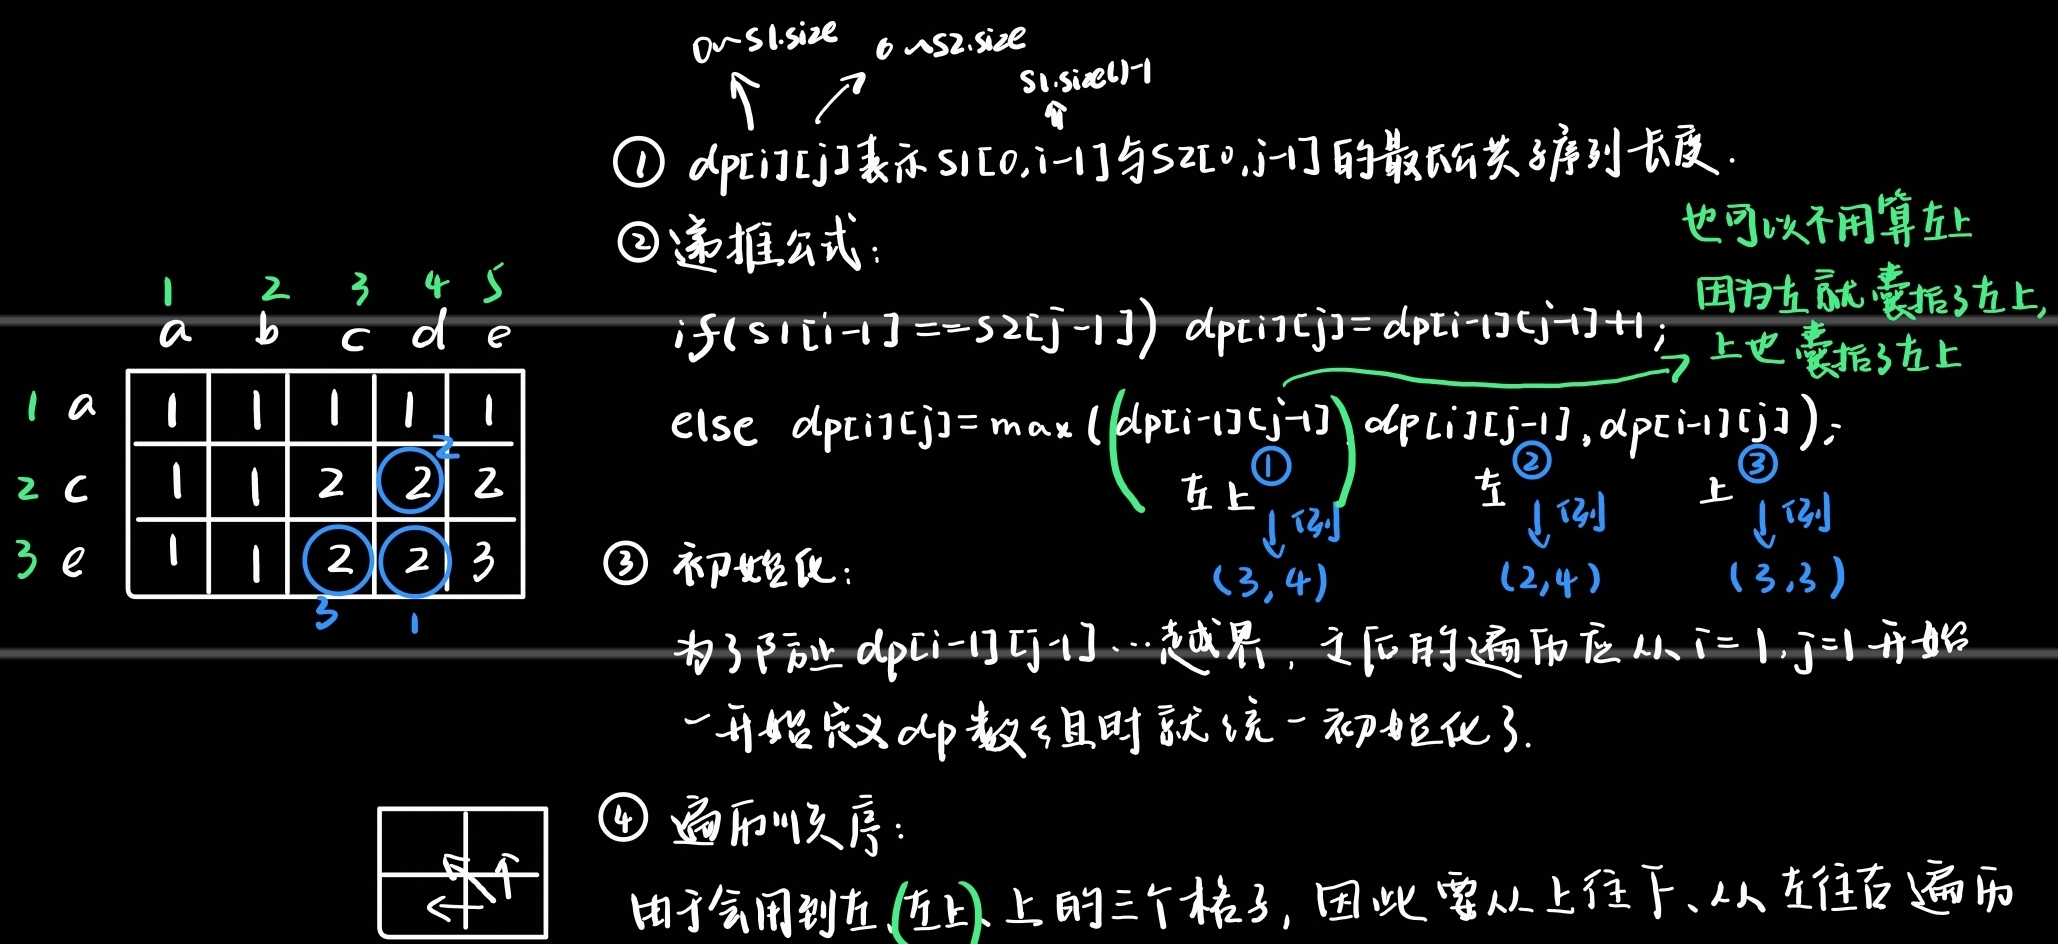 0~s1.size 0~s2.size
s1.size()-1
① dp[i][j]表示s1[0,i-1]与s2[0,j-1]的最长公共子序列长度.
② 递推公式:
也可以不用算左上
因为左就囊括了左上,
上也囊括了左上
if(s1[i-1]==s2[j-1]) dp[i][j]=dp[i-1][j-1]+1;
else dp[i][j]=max(dp[i-1][j-1],dp[i][j-1],dp[i-1][j]);
左上 ① 左 ② 上 ③
↓例 ↓例 ↓例
(3,4) (2,4) (3,3)
1 2 3 4 5
a b c d e
1 a 1 1 1 1 1
2
2 c 1 1 2 2 2
3 e 1 1 2 2 3
3 1
③ 初始化:
为了防止dp[i-1][j-1]...越界,之后的遍历应从i=1,j=1开始
一开始定义dp数组时就统一初始化了.
④ 遍历顺序:
由于会用到左、(左上)、上的三个格子,因此要从上往下、从左往右遍历